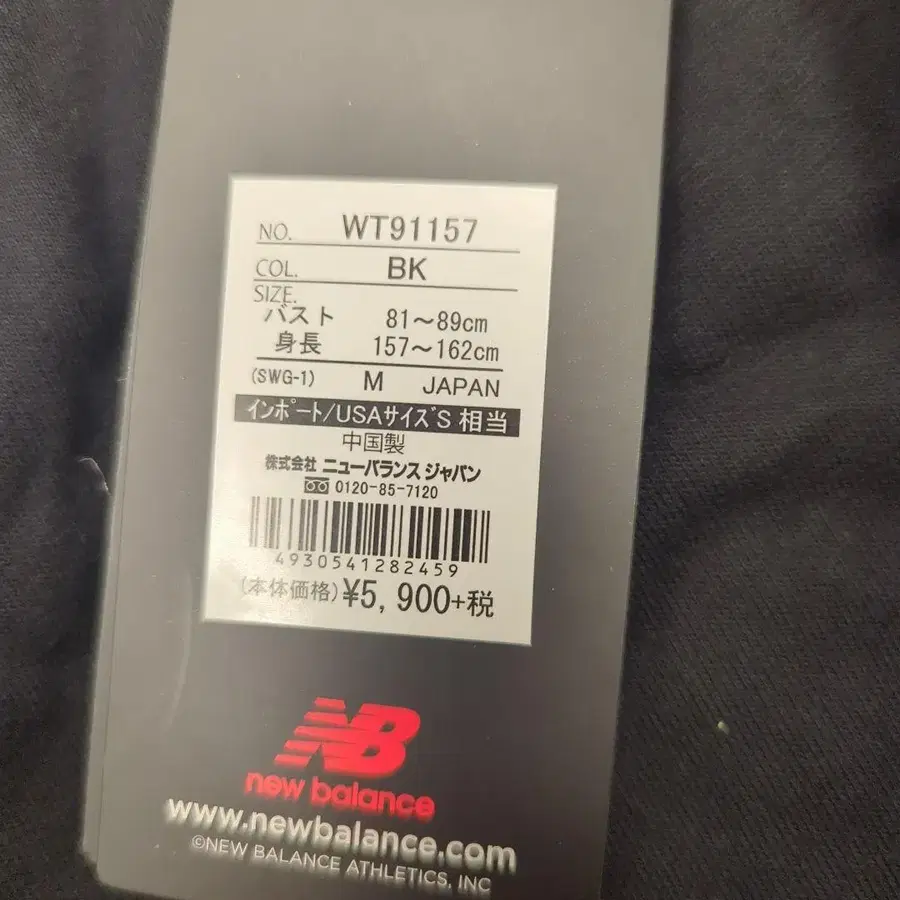 NO. WT91157
COL. BK
SIZE.
バスト 81~89cm
身長 157~162cm
(SWG-1) M JAPAN
インポート/USAサイズS 相当
中国製
株式会社 ニューバランス ジャパン
0120-85-7120
4930541282459
(本体価格)¥5,900+税
NB
new balance
www.newbalance.com
©NEW BALANCE ATHLETICS, INC